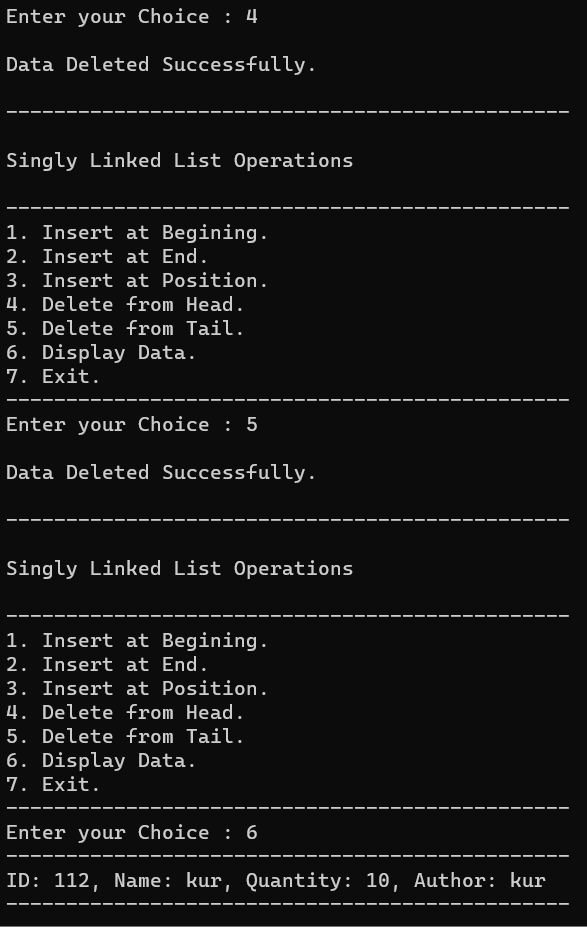 Enter your Choice : 4
Data Deleted Successfully.
-----------------------------------------------
Singly Linked List Operations
-----------------------------------------------
1. Insert at Begining.
2. Insert at End.
3. Insert at Position.
4. Delete from Head.
5. Delete from Tail.
6. Display Data.
7. Exit.
-----------------------------------------------
Enter your Choice : 5
Data Deleted Successfully.
-----------------------------------------------
Singly Linked List Operations
-----------------------------------------------
1. Insert at Begining.
2. Insert at End.
3. Insert at Position.
4. Delete from Head.
5. Delete from Tail.
6. Display Data.
7. Exit.
-----------------------------------------------
Enter your Choice : 6
-----------------------------------------------
ID: 112, Name: kur, Quantity: 10, Author: kur
-----------------------------------------------